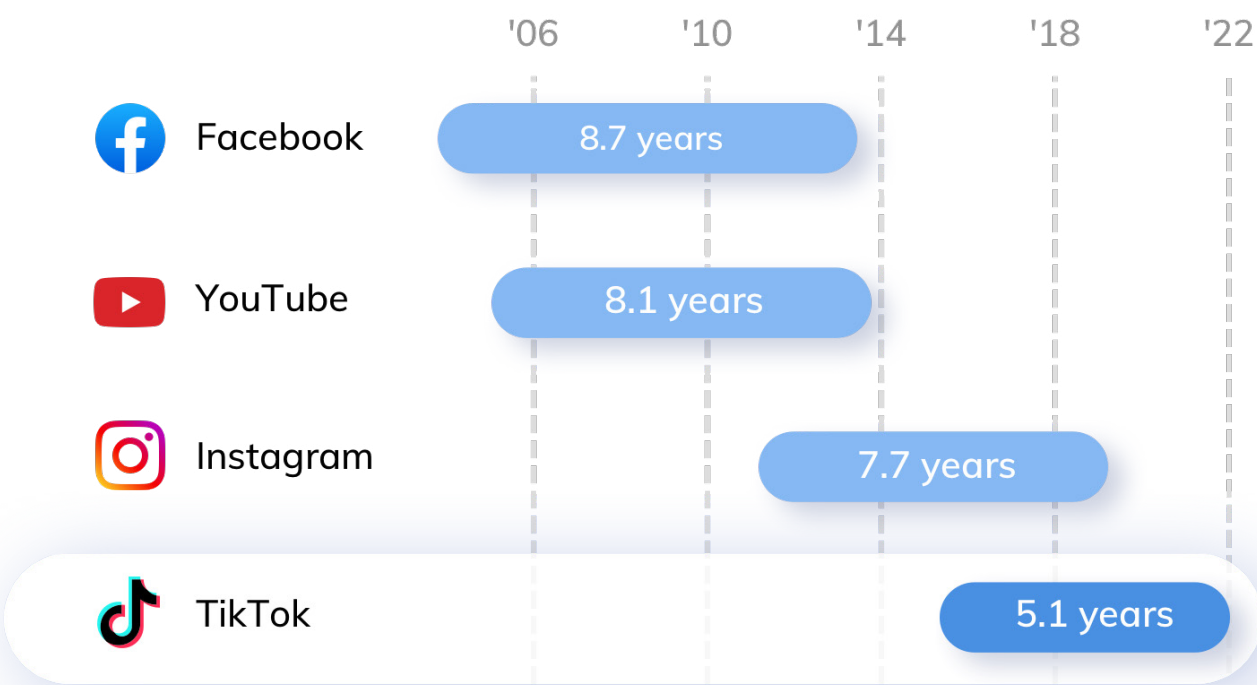 '06 '10 '14 '18 '22
Facebook 8.7 years
YouTube 8.1 years
Instagram 7.7 years
TikTok 5.1 years